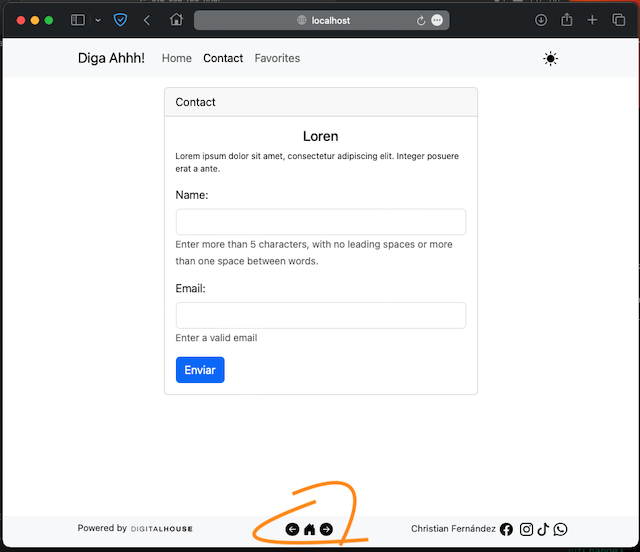 localhost
Diga Ahhh! Home Contact Favorites
Contact
Loren
Lorem ipsum dolor sit amet, consectetur adipiscing elit. Integer posuere
erat a ante.
Name:
Enter more than 5 characters, with no leading spaces or more
than one space between words.
Email:
Enter a valid email
Enviar
Powered by DIGITALHOUSE
Christian Fernández